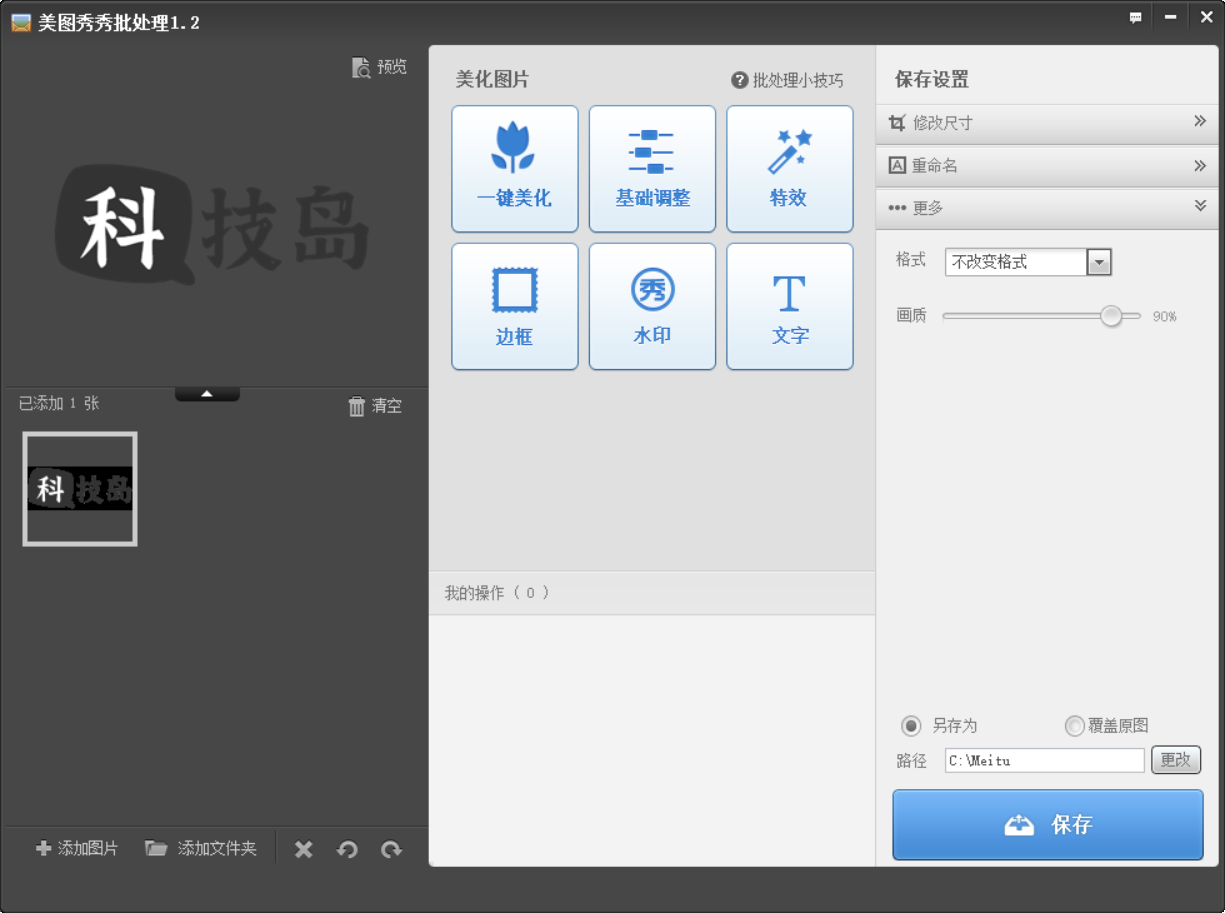 美图秀秀批处理1.2
预览
科技岛
已添加 1 张
清空
科技岛
添加图片
添加文件夹
美化图片
批处理小技巧
一键美化
基础调整
特效
边框
秀
水印
T
文字
我的操作（ 0 ）
保存设置
修改尺寸
A 重命名
更多
格式 不改变格式
画质 90%
另存为 覆盖原图
路径 C:\Meitu 更改
保存